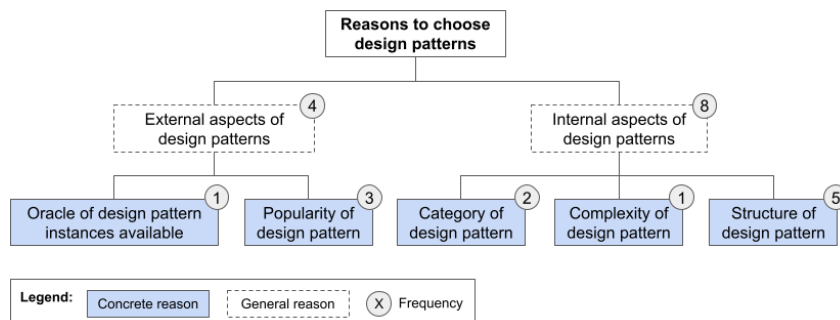 Reasons to choose
design patterns
4
External aspects of
design patterns
8
Internal aspects of
design patterns
1
Oracle of design pattern
instances available
3
Popularity of
design pattern
2
Category of
design pattern
1
Complexity of
design pattern
5
Structure of
design pattern
Legend: Concrete reason General reason X Frequency